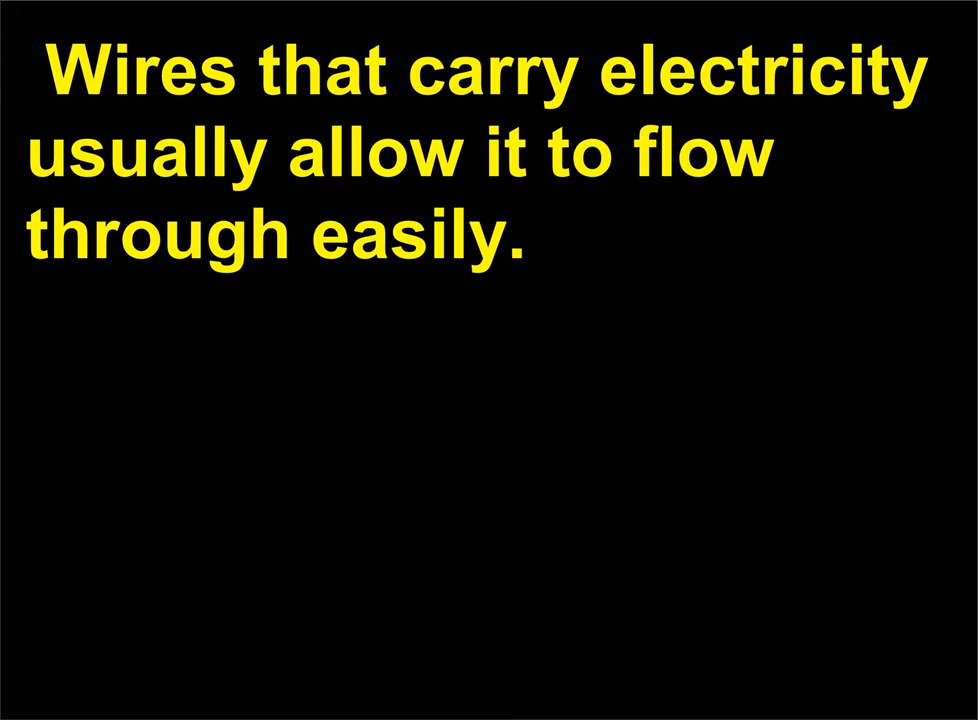 Wires that carry electricity
usually allow it to flow
through easily.